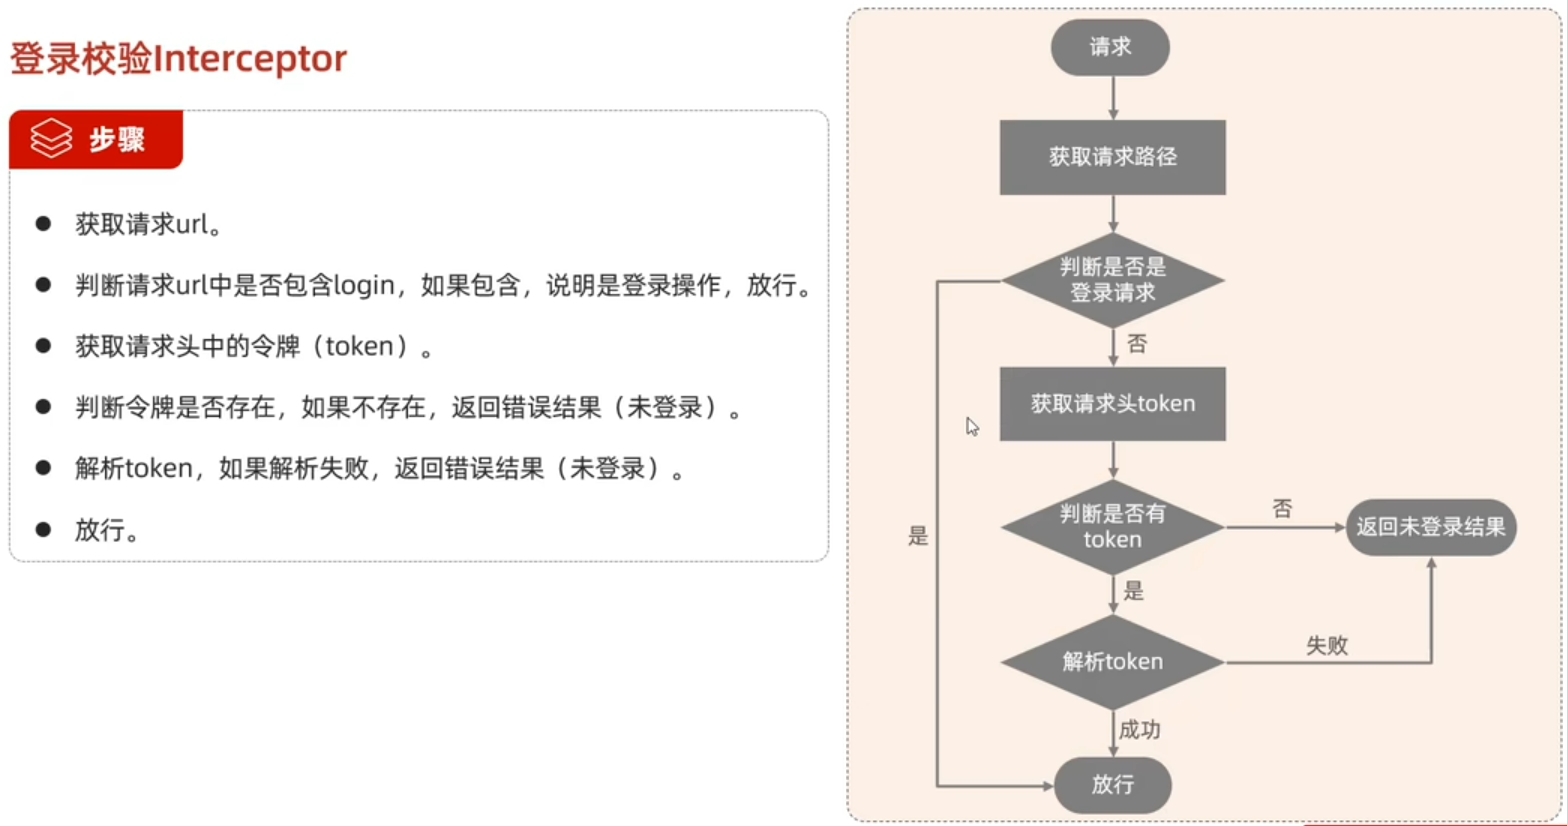 登录校验Interceptor
步骤
获取请求url。
判断请求url中是否包含login，如果包含，说明是登录操作，放行。
获取请求头中的令牌（token）。
判断令牌是否存在，如果不存在，返回错误结果（未登录）。
解析token，如果解析失败，返回错误结果（未登录）。
放行。
请求
获取请求路径
判断是否是
登录请求
否
获取请求头token
判断是否有
token
否
返回未登录结果
是
是
解析token
失败
成功
放行